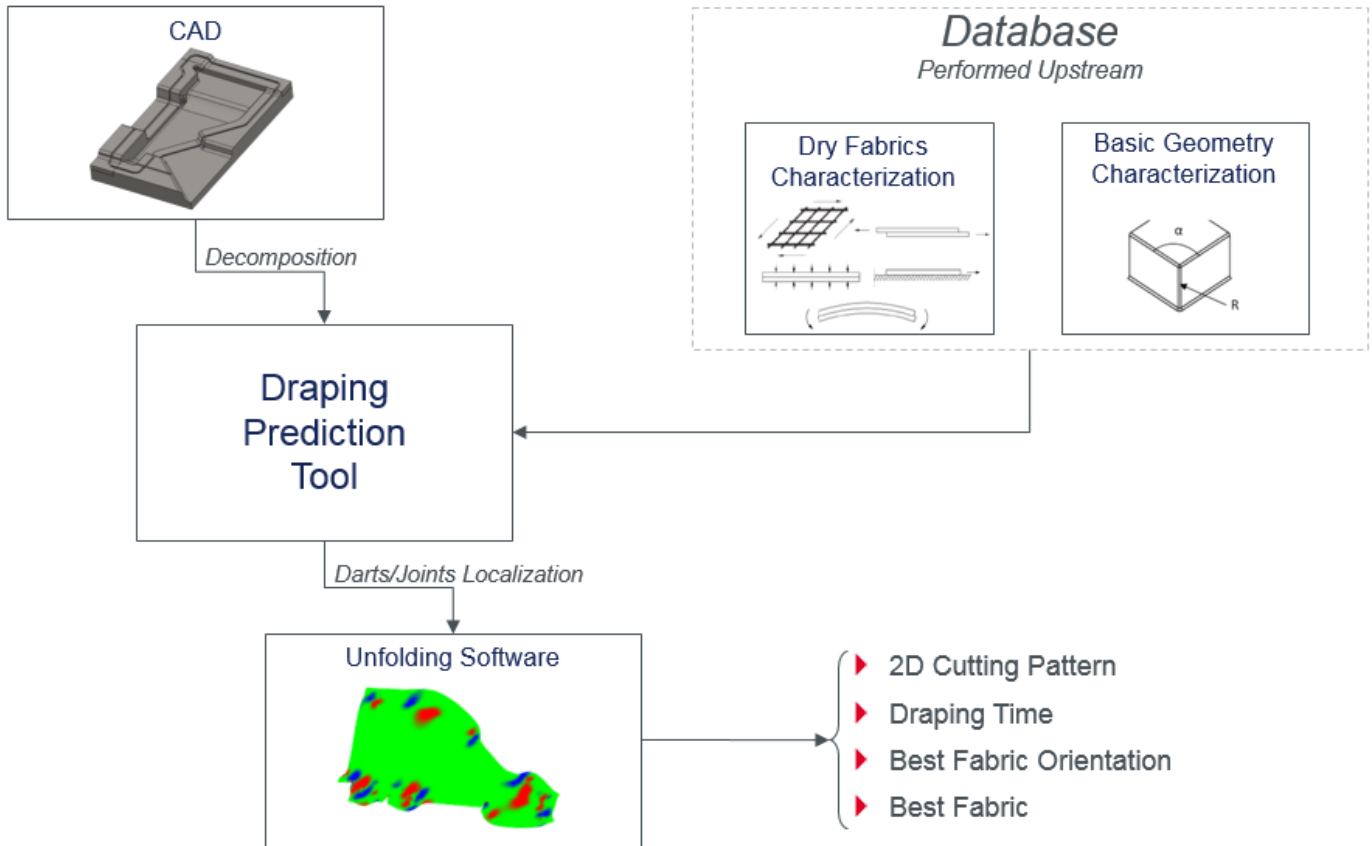 CAD
Database
Performed Upstream
Dry Fabrics
Characterization
Basic Geometry
Characterization
α
R
Decomposition
Draping
Prediction
Tool
Darts/Joints Localization
Unfolding Software
2D Cutting Pattern
Draping Time
Best Fabric Orientation
Best Fabric